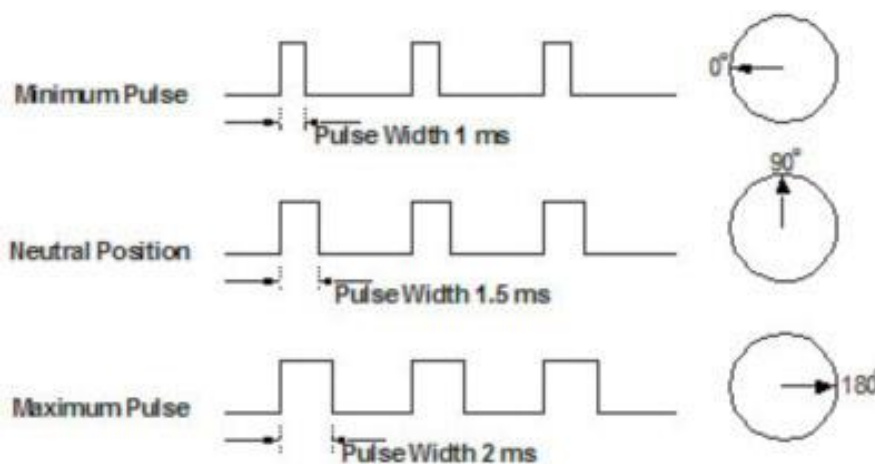 Minimum Pulse
Pulse Width 1 ms
0°
90°
Neutral Position
Pulse Width 1.5 ms
Maximum Pulse
Pulse Width 2 ms
180°